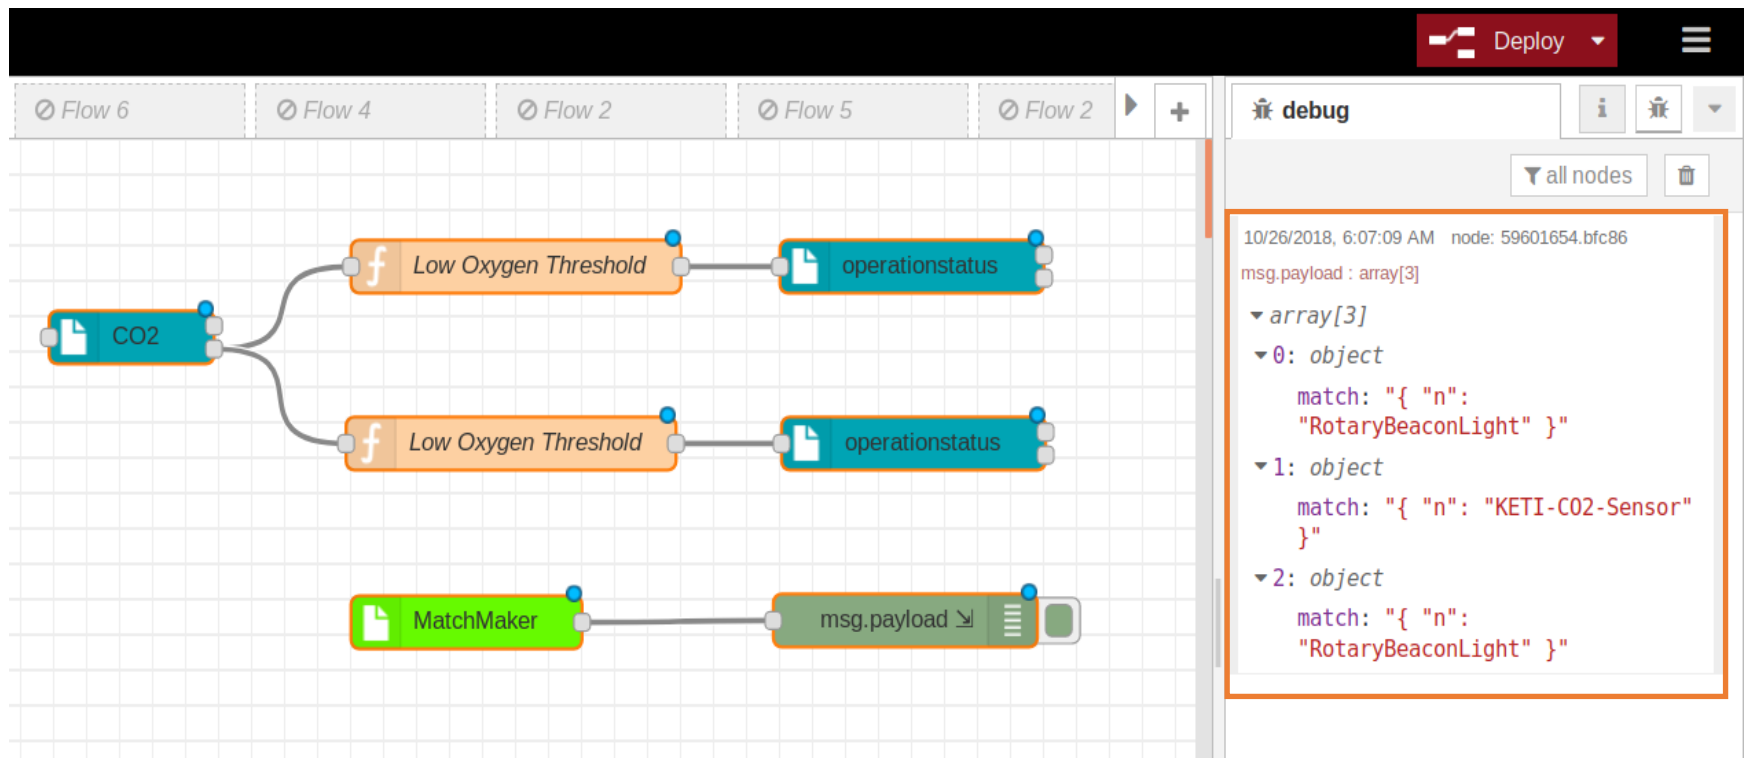 Deploy
Flow 6
Flow 4
Flow 2
Flow 5
Flow 2
+
debug
i
all nodes
CO2
Low Oxygen Threshold
operationstatus
Low Oxygen Threshold
operationstatus
MatchMaker
msg.payload
10/26/2018, 6:07:09 AM node: 59601654.bfc86
msg.payload : array[3]
array[3]
0: object
match: "{ "n":
"RotaryBeaconLight" }"
1: object
match: "{ "n": "KETI-CO2-Sensor"
}"
2: object
match: "{ "n":
"RotaryBeaconLight" }"